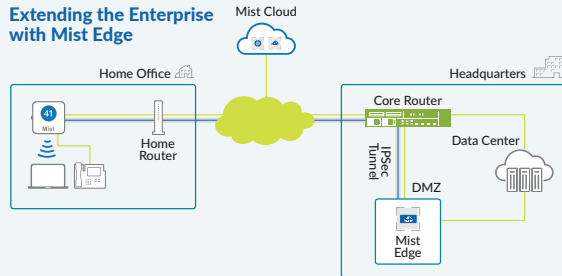 Extending the Enterprise
with Mist Edge
Mist Cloud
Home Office
Headquarters
41
Mist
Home
Router
Core Router
IPSec
Tunnel
Data Center
DMZ
Mist
Edge